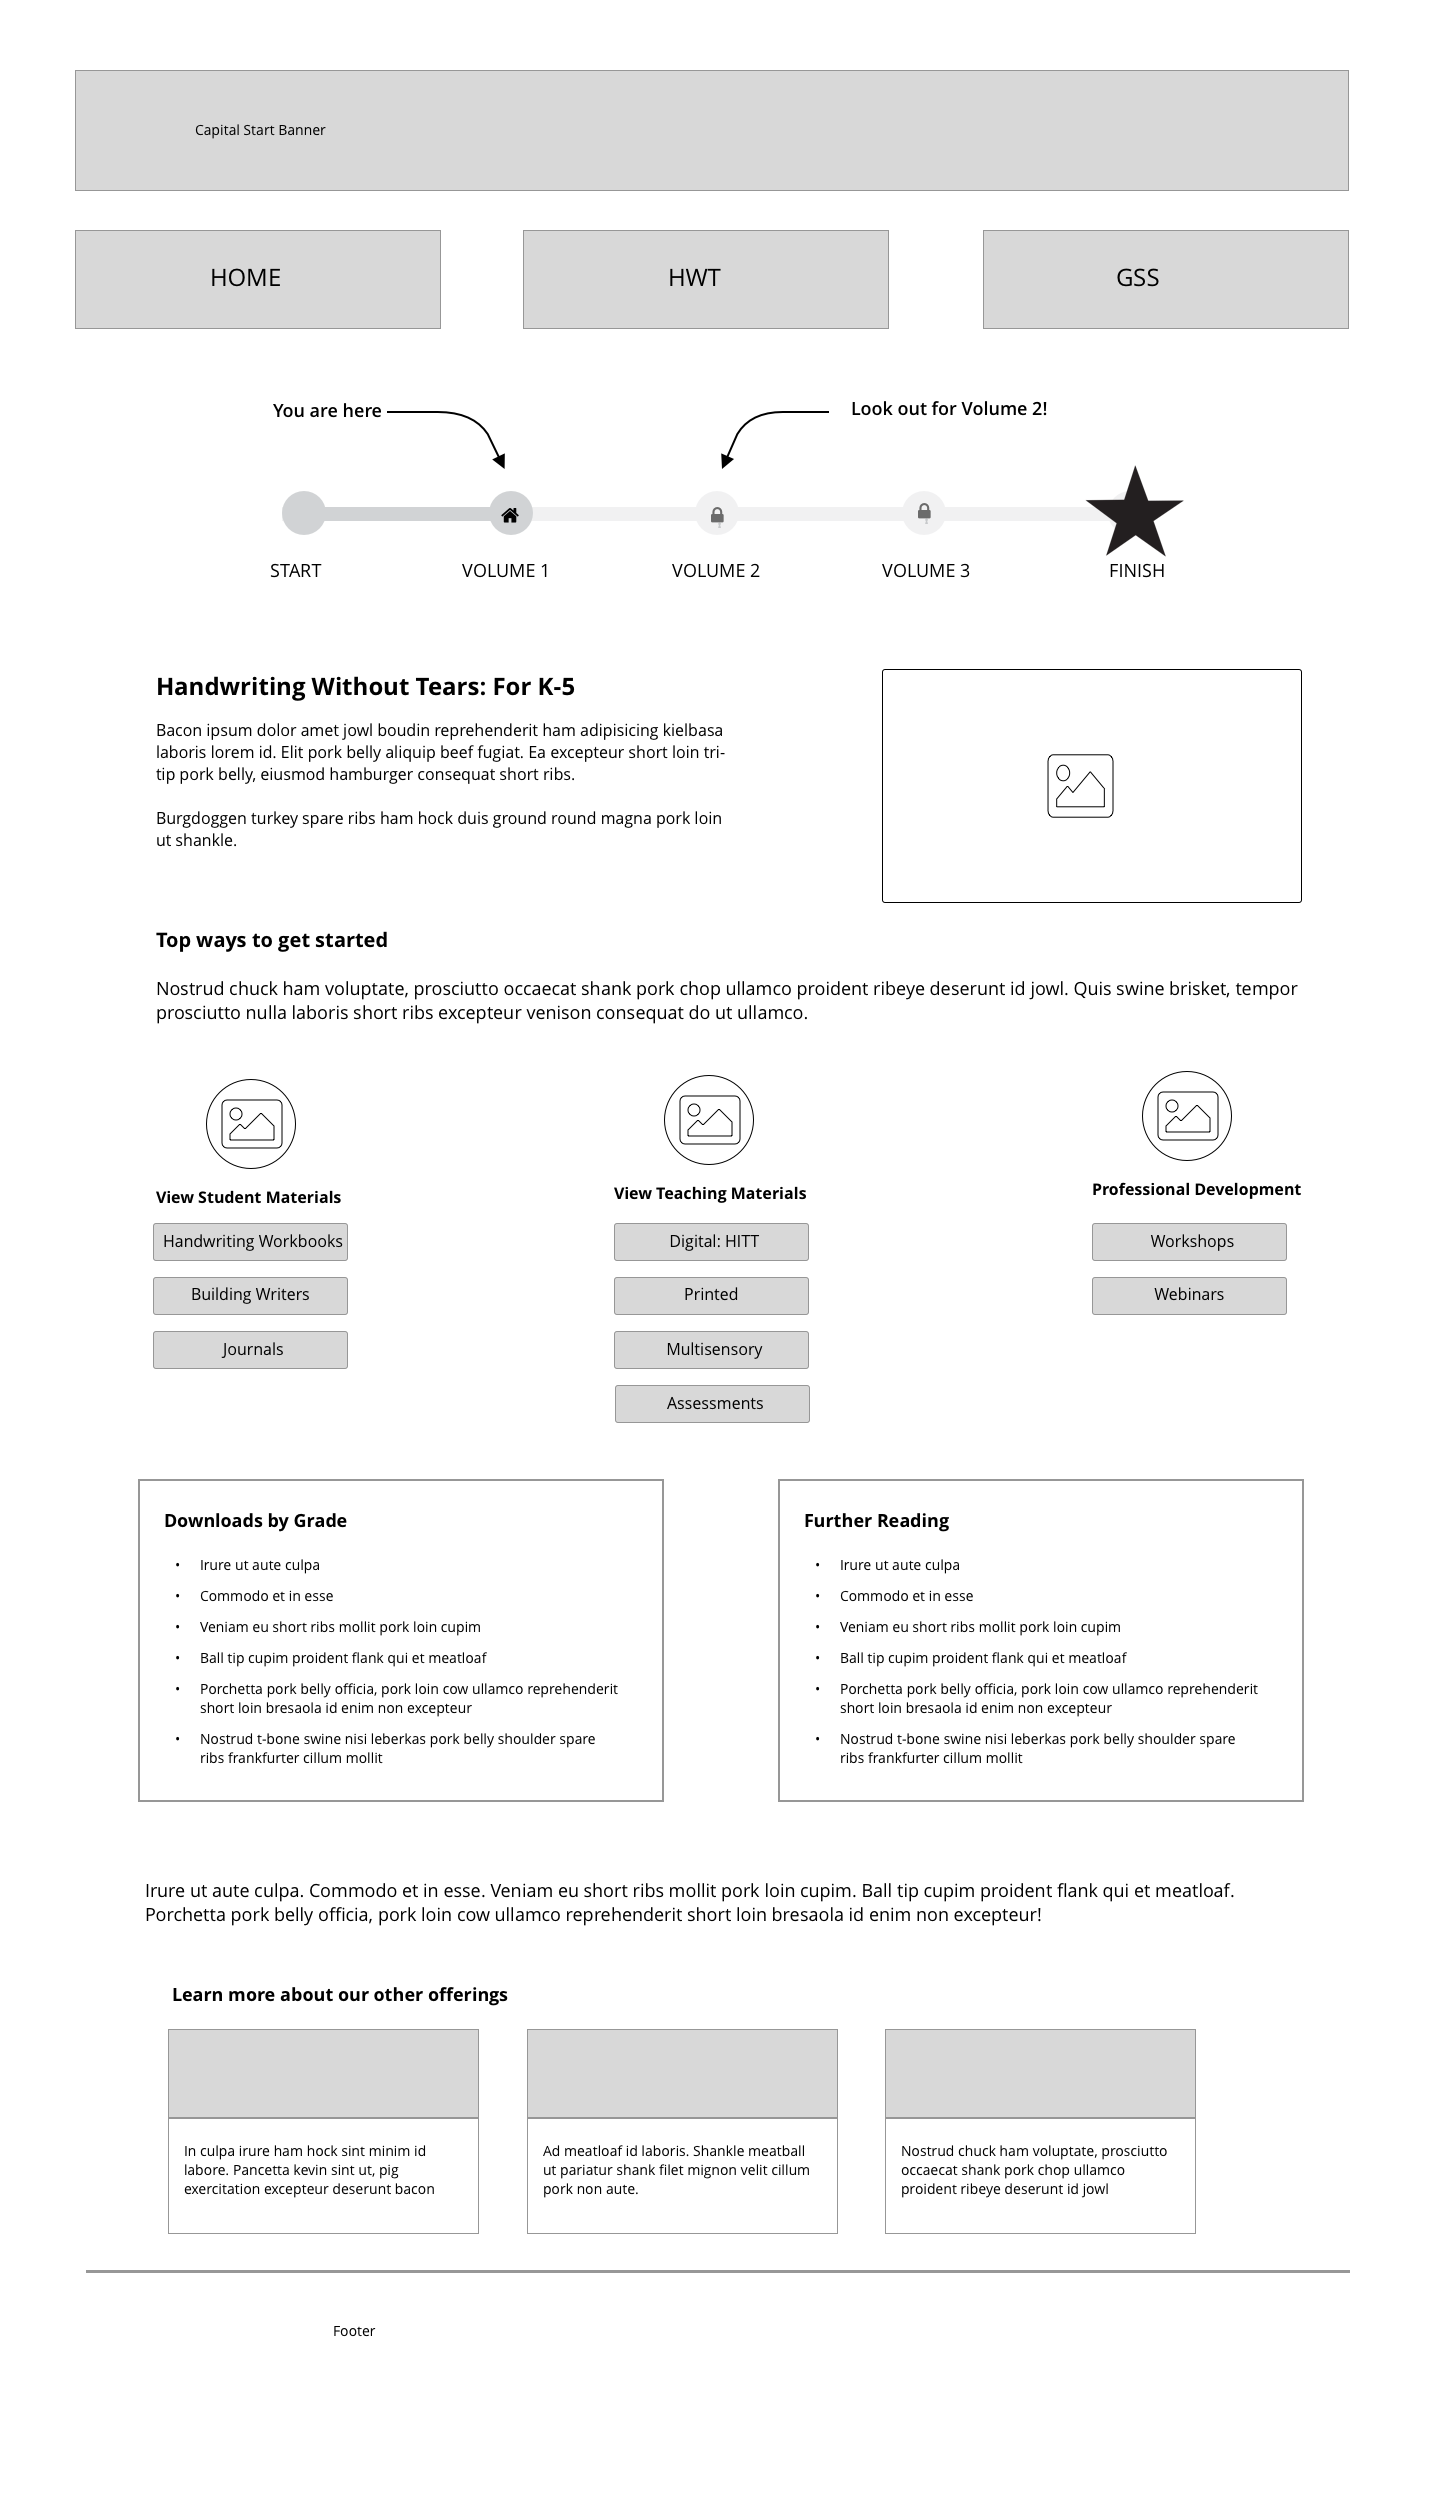 Capital Start Banner
HOME
HWT
GSS
You are here
Look out for Volume 2!
START
VOLUME 1
VOLUME 2
VOLUME 3
FINISH
Handwriting Without Tears: For K-5
Bacon ipsum dolor amet jowl boudin reprehenderit ham adipisicing kielbasa
laboris lorem id. Elit pork belly aliquip beef fugiat. Ea excepteur short loin tri-
tip pork belly, eiusmod hamburger consequat short ribs.
Burgdoggen turkey spare ribs ham hock duis ground round magna pork loin
ut shankle.
Top ways to get started
Nostrud chuck ham voluptate, prosciutto occaecat shank pork chop ullamco proident ribeye deserunt id jowl. Quis swine brisket, tempor
prosciutto nulla laboris short ribs excepteur venison consequat do ut ullamco.
View Student Materials
Handwriting Workbooks
Building Writers
Journals
View Teaching Materials
Digital: HITT
Printed
Multisensory
Assessments
Professional Development
Workshops
Webinars
Downloads by Grade
• Irure ut aute culpa
• Commodo et in esse
• Veniam eu short ribs mollit pork loin cupim
• Ball tip cupim proident flank qui et meatloaf
• Porchetta pork belly officia, pork loin cow ullamco reprehenderit
short loin bresaola id enim non excepteur
• Nostrud t-bone swine nisi leberkas pork belly shoulder spare
ribs frankfurter cillum mollit
Further Reading
• Irure ut aute culpa
• Commodo et in esse
• Veniam eu short ribs mollit pork loin cupim
• Ball tip cupim proident flank qui et meatloaf
• Porchetta pork belly officia, pork loin cow ullamco reprehenderit
short loin bresaola id enim non excepteur
• Nostrud t-bone swine nisi leberkas pork belly shoulder spare
ribs frankfurter cillum mollit
Irure ut aute culpa. Commodo et in esse. Veniam eu short ribs mollit pork loin cupim. Ball tip cupim proident flank qui et meatloaf.
Porchetta pork belly officia, pork loin cow ullamco reprehenderit short loin bresaola id enim non excepteur!
Learn more about our other offerings
In culpa irure ham hock sint minim id
labore. Pancetta kevin sint ut, pig
exercitation excepteur deserunt bacon
Ad meatloaf id laboris. Shankle meatball
ut pariatur shank filet mignon velit cillum
pork non aute.
Nostrud chuck ham voluptate, prosciutto
occaecat shank pork chop ullamco
proident ribeye deserunt id jowl
Footer